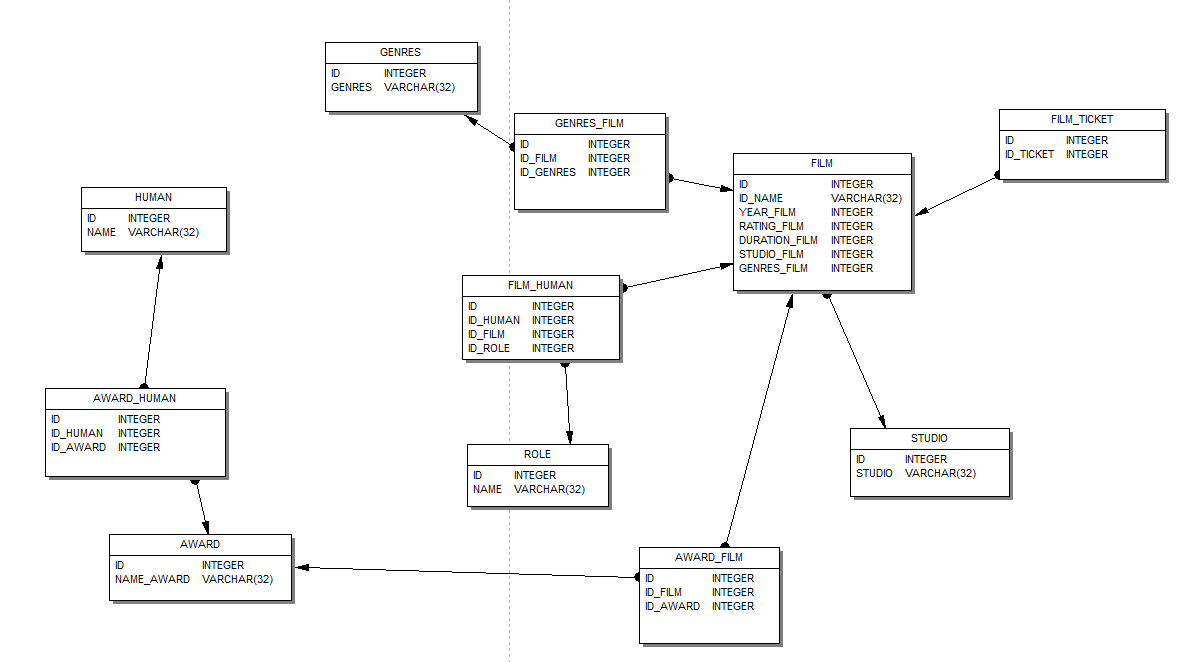 GENRES
ID INTEGER
GENRES VARCHAR(32)
GENRES_FILM
ID INTEGER
ID_FILM INTEGER
ID_GENRES INTEGER
FILM_TICKET
ID INTEGER
ID_TICKET INTEGER
FILM
ID INTEGER
ID_NAME VARCHAR(32)
YEAR_FILM INTEGER
RATING_FILM INTEGER
DURATION_FILM INTEGER
STUDIO_FILM INTEGER
GENRES_FILM INTEGER
HUMAN
ID INTEGER
NAME VARCHAR(32)
FILM_HUMAN
ID INTEGER
ID_HUMAN INTEGER
ID_FILM INTEGER
ID_ROLE INTEGER
AWARD_HUMAN
ID INTEGER
ID_HUMAN INTEGER
ID_AWARD INTEGER
ROLE
ID INTEGER
NAME VARCHAR(32)
STUDIO
ID INTEGER
STUDIO VARCHAR(32)
AWARD
ID INTEGER
NAME_AWARD VARCHAR(32)
AWARD_FILM
ID INTEGER
ID_FILM INTEGER
ID_AWARD INTEGER